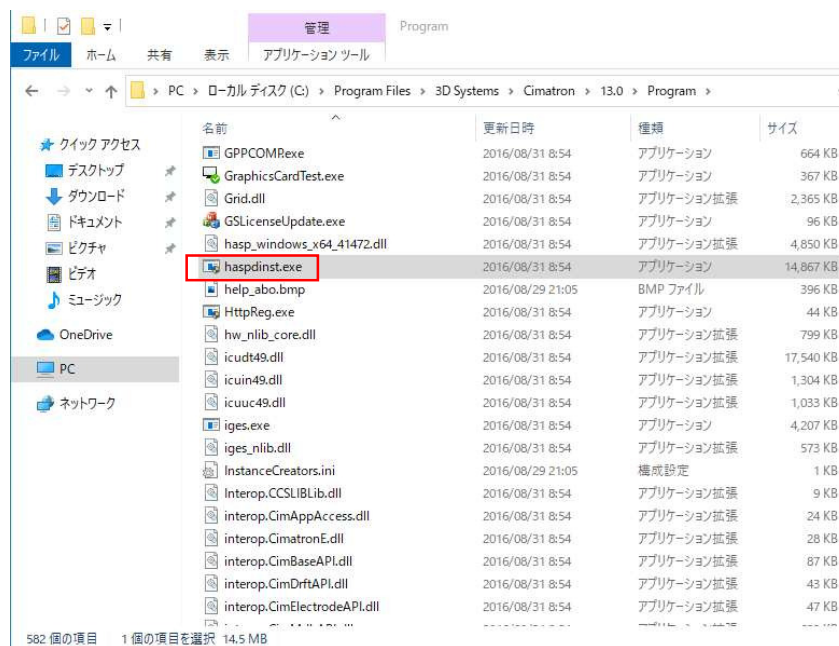 管理 Program
ファイル ホーム 共有 表示 アプリケーション ツール
PC › ローカル ディスク (C:) › Program Files › 3D Systems › Cimatron › 13.0 › Program ›
名前 更新日時 種類 サイズ
クイック アクセス
デスクトップ
ダウンロード
ドキュメント
ピクチャ
ビデオ
ミュージック
OneDrive
PC
ネットワーク
GPPCOMP.exe 2016/08/31 8:54 アプリケーション 664 KB
GraphicsCardTest.exe 2016/08/31 8:54 アプリケーション 367 KB
Grid.dll 2016/08/31 8:54 アプリケーション拡張 2,365 KB
GSLicenseUpdate.exe 2016/08/31 8:54 アプリケーション 96 KB
hasp_windows_x64_41472.dll 2016/08/31 8:54 アプリケーション拡張 4,850 KB
haspdinst.exe 2016/08/31 8:54 アプリケーション 14,867 KB
help_abo.bmp 2016/08/29 21:05 BMP ファイル 396 KB
HttpReg.exe 2016/08/31 8:54 アプリケーション 44 KB
hw_nlib_core.dll 2016/08/31 8:54 アプリケーション拡張 799 KB
icudt49.dll 2016/08/31 8:54 アプリケーション拡張 17,540 KB
icuin49.dll 2016/08/31 8:54 アプリケーション拡張 1,304 KB
icuuc49.dll 2016/08/31 8:54 アプリケーション拡張 1,033 KB
iges.exe 2016/08/31 8:54 アプリケーション 4,207 KB
iges_nlib.dll 2016/08/31 8:54 アプリケーション拡張 573 KB
InstanceCreators.ini 2016/08/29 21:05 構成設定 1 KB
Interop.CCSLIBLib.dll 2016/08/31 8:54 アプリケーション拡張 9 KB
interop.CimAppAccess.dll 2016/08/31 8:54 アプリケーション拡張 24 KB
interop.CimatronE.dll 2016/08/31 8:54 アプリケーション拡張 28 KB
interop.CimBaseAPI.dll 2016/08/31 8:54 アプリケーション拡張 87 KB
interop.CimDrftAPI.dll 2016/08/31 8:54 アプリケーション拡張 43 KB
interop.CimElectrodeAPI.dll 2016/08/31 8:54 アプリケーション拡張 47 KB
582 個の項目 1 個の項目を選択 14.5 MB